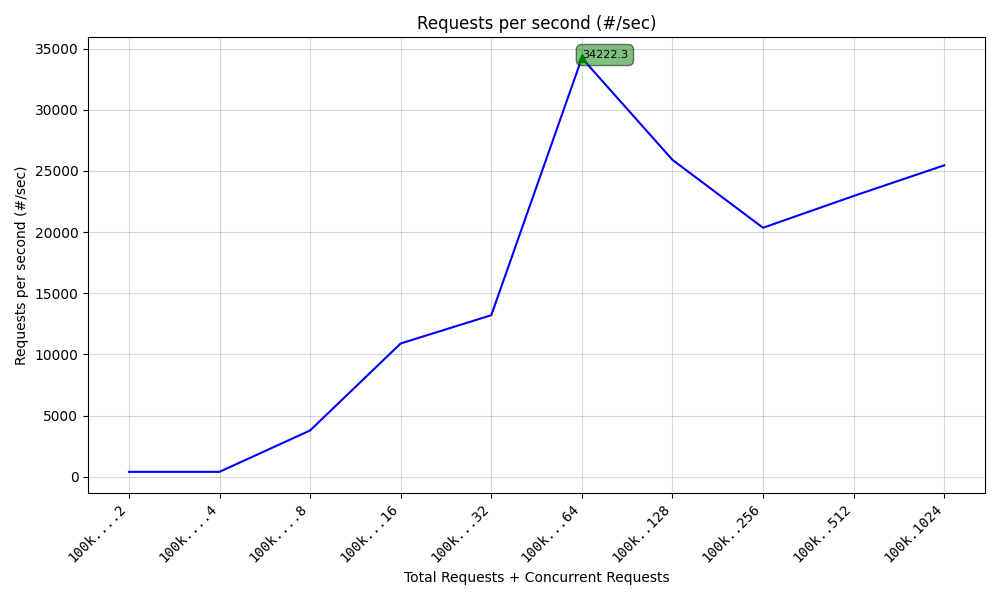 Requests per second (#/sec)
34222.3
35000
30000
25000
20000
15000
10000
5000
0
Requests per second (#/sec)
100k....2
100k....4
100k....8
100k...16
100k...32
100k...64
100k..128
100k..256
100k..512
100k.1024
Total Requests + Concurrent Requests